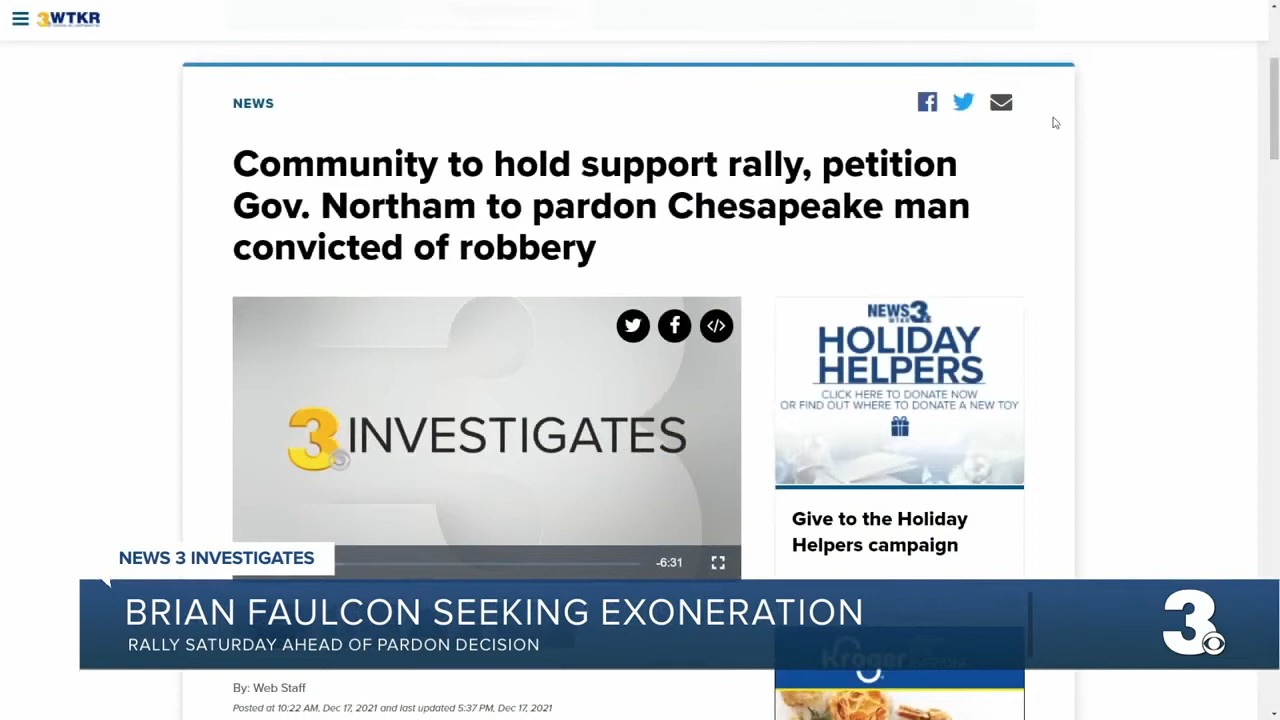 3WTKR
NEWS
Community to hold support rally, petition
Gov. Northam to pardon Chesapeake man
convicted of robbery
NEWS 3
WTKR
HOLIDAY
HELPERS
CLICK HERE TO DONATE NOW
OR FIND OUT WHERE TO DONATE A NEW TOY
3 INVESTIGATES
-6:31
Give to the Holiday
Helpers campaign
NEWS 3 INVESTIGATES
BRIAN FAULCON SEEKING EXONERATION
RALLY SATURDAY AHEAD OF PARDON DECISION
3
Kroger
By: Web Staff
Posted at 10:22 AM, Dec 17, 2021 and last updated 5:37 PM, Dec 17, 2021